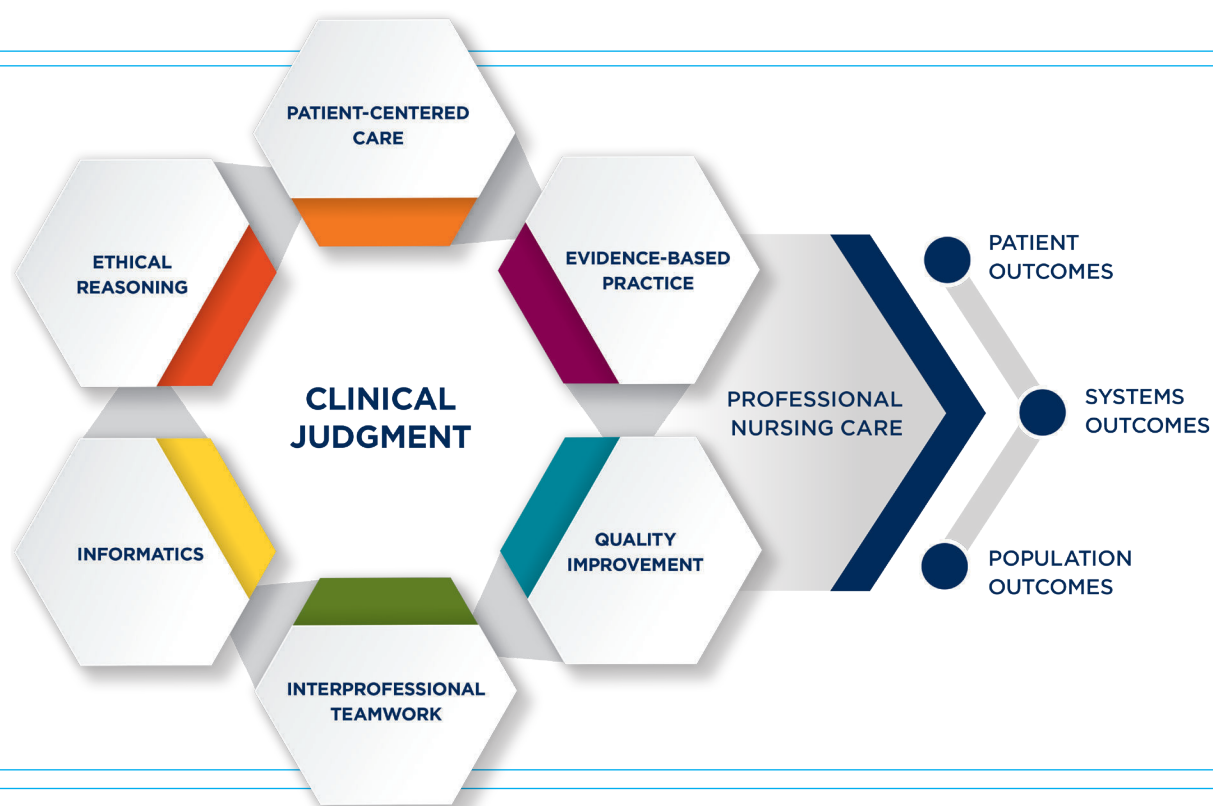 PATIENT-CENTERED
CARE
ETHICAL
REASONING
EVIDENCE-BASED
PRACTICE
CLINICAL
JUDGMENT
INFORMATICS
QUALITY
IMPROVEMENT
INTERPROFESSIONAL
TEAMWORK
PROFESSIONAL
NURSING CARE
PATIENT
OUTCOMES
SYSTEMS
OUTCOMES
POPULATION
OUTCOMES